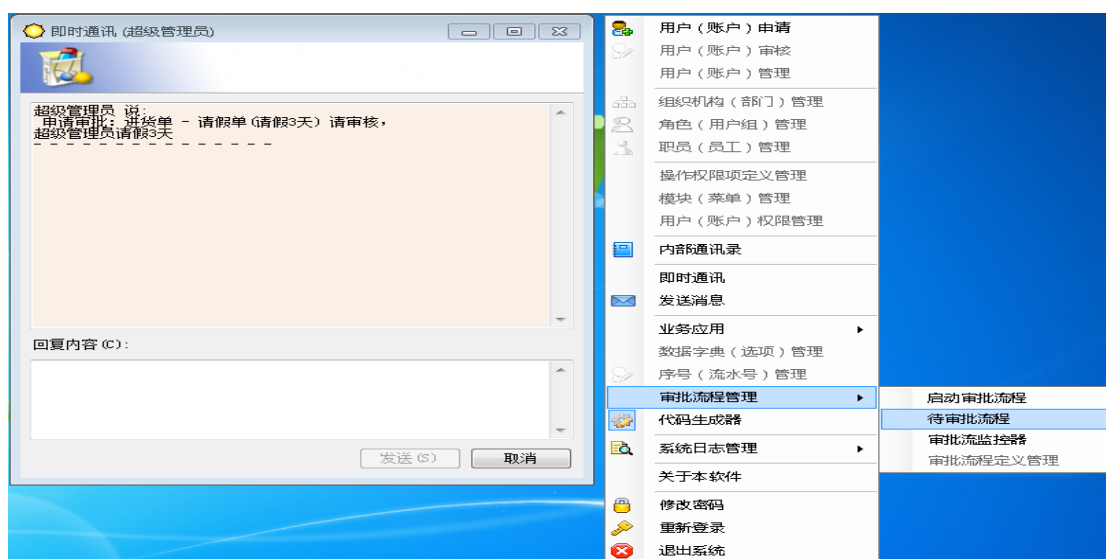 即时通讯 (超级管理员)
超级管理员 说:
申请审批: 进货单 - 请假单(请假3天) 请审核,
超级管理员请假3天
- - - - - - - - - - - - - - -
回复内容(C):
发送(S)
取消
用户(账户)申请
用户(账户)审核
用户(账户)管理
组织机构(部门)管理
角色(用户组)管理
职员(员工)管理
操作权限项定义管理
模块(菜单)管理
用户(账户)权限管理
内部通讯录
即时通讯
发送消息
业务应用
数据字典(选项)管理
序号(流水号)管理
审批流程管理
代码生成器
系统日志管理
关于本软件
修改密码
重新登录
退出系统
启动审批流程
待审批流程
审批流监控器
审批流程定义管理